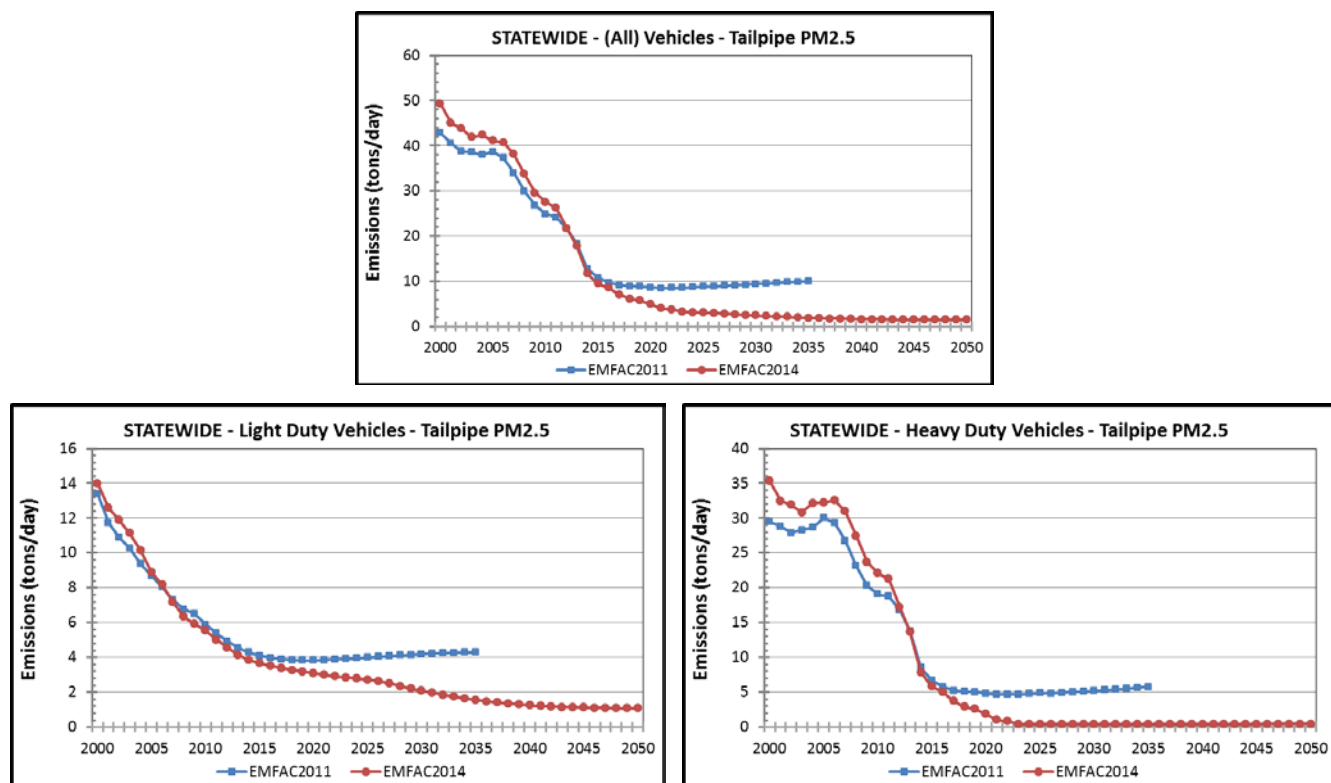 STATEWIDE - (All) Vehicles - Tailpipe PM2.5
Emissions (tons/day)
60
50
40
30
20
10
0
2000 2005 2010 2015 2020 2025 2030 2035 2040 2045 2050
EMFAC2011 EMFAC2014
STATEWIDE - Light Duty Vehicles - Tailpipe PM2.5
Emissions (tons/day)
16
14
12
10
8
6
4
2
0
2000 2005 2010 2015 2020 2025 2030 2035 2040 2045 2050
EMFAC2011 EMFAC2014
STATEWIDE - Heavy Duty Vehicles - Tailpipe PM2.5
Emissions (tons/day)
40
35
30
25
20
15
10
5
0
2000 2005 2010 2015 2020 2025 2030 2035 2040 2045 2050
EMFAC2011 EMFAC2014